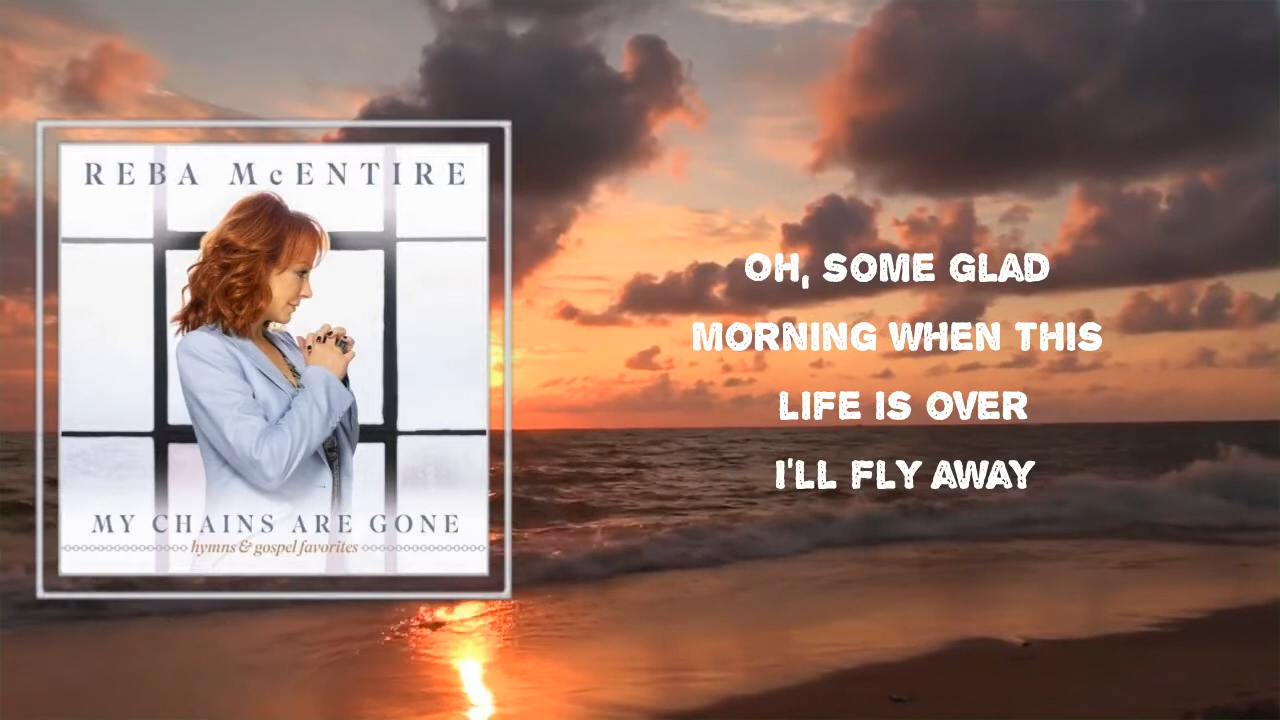 REBA McENTIRE
MY CHAINS ARE GONE
hymns & gospel favorites
OH, SOME GLAD
MORNING WHEN THIS
LIFE IS OVER
I'LL FLY AWAY